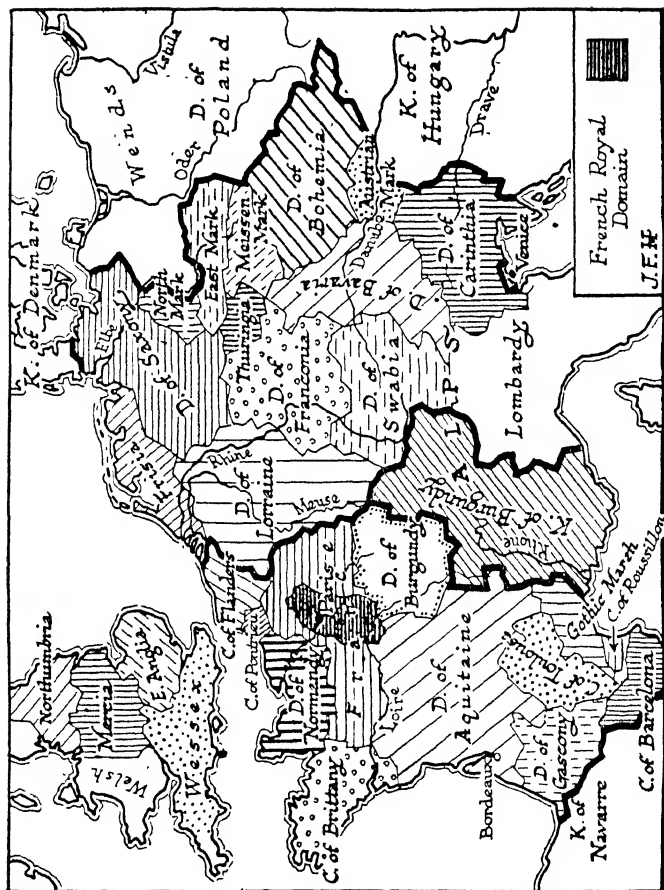 K. of Denmark
Wends
Vistula
Oder
D. of
Poland
K. of
Hungary
Drave
Northumbria
Mercia
E. Anglia
Welsh
Wessex
Frisia
Elbe
D. of Saxony
North
Mark
East Mark
Meissen
Mark
Thuringia
D. of
Bohemia
Austrian
Mark
Danube
D. of
Franconia
D. of Bavaria
D. of
Swabia
D. of
Carinthia
Venice
Lombardy
ALPS
Rhine
D. of
Lorraine
Meuse
C. of Flanders
C. of Ponthieu
D. of
Normandy
Paris
France
C. of Brittany
Loire
D. of
Burgundy
K. of Burgundy
Rhone
D. of
Aquitaine
Bordeaux
D. of
Gascony
C. of Toulouse
Gothic March
C. of Roussillon
C. of Barcelona
K. of
Navarre
French Royal
Domain
J.F.H